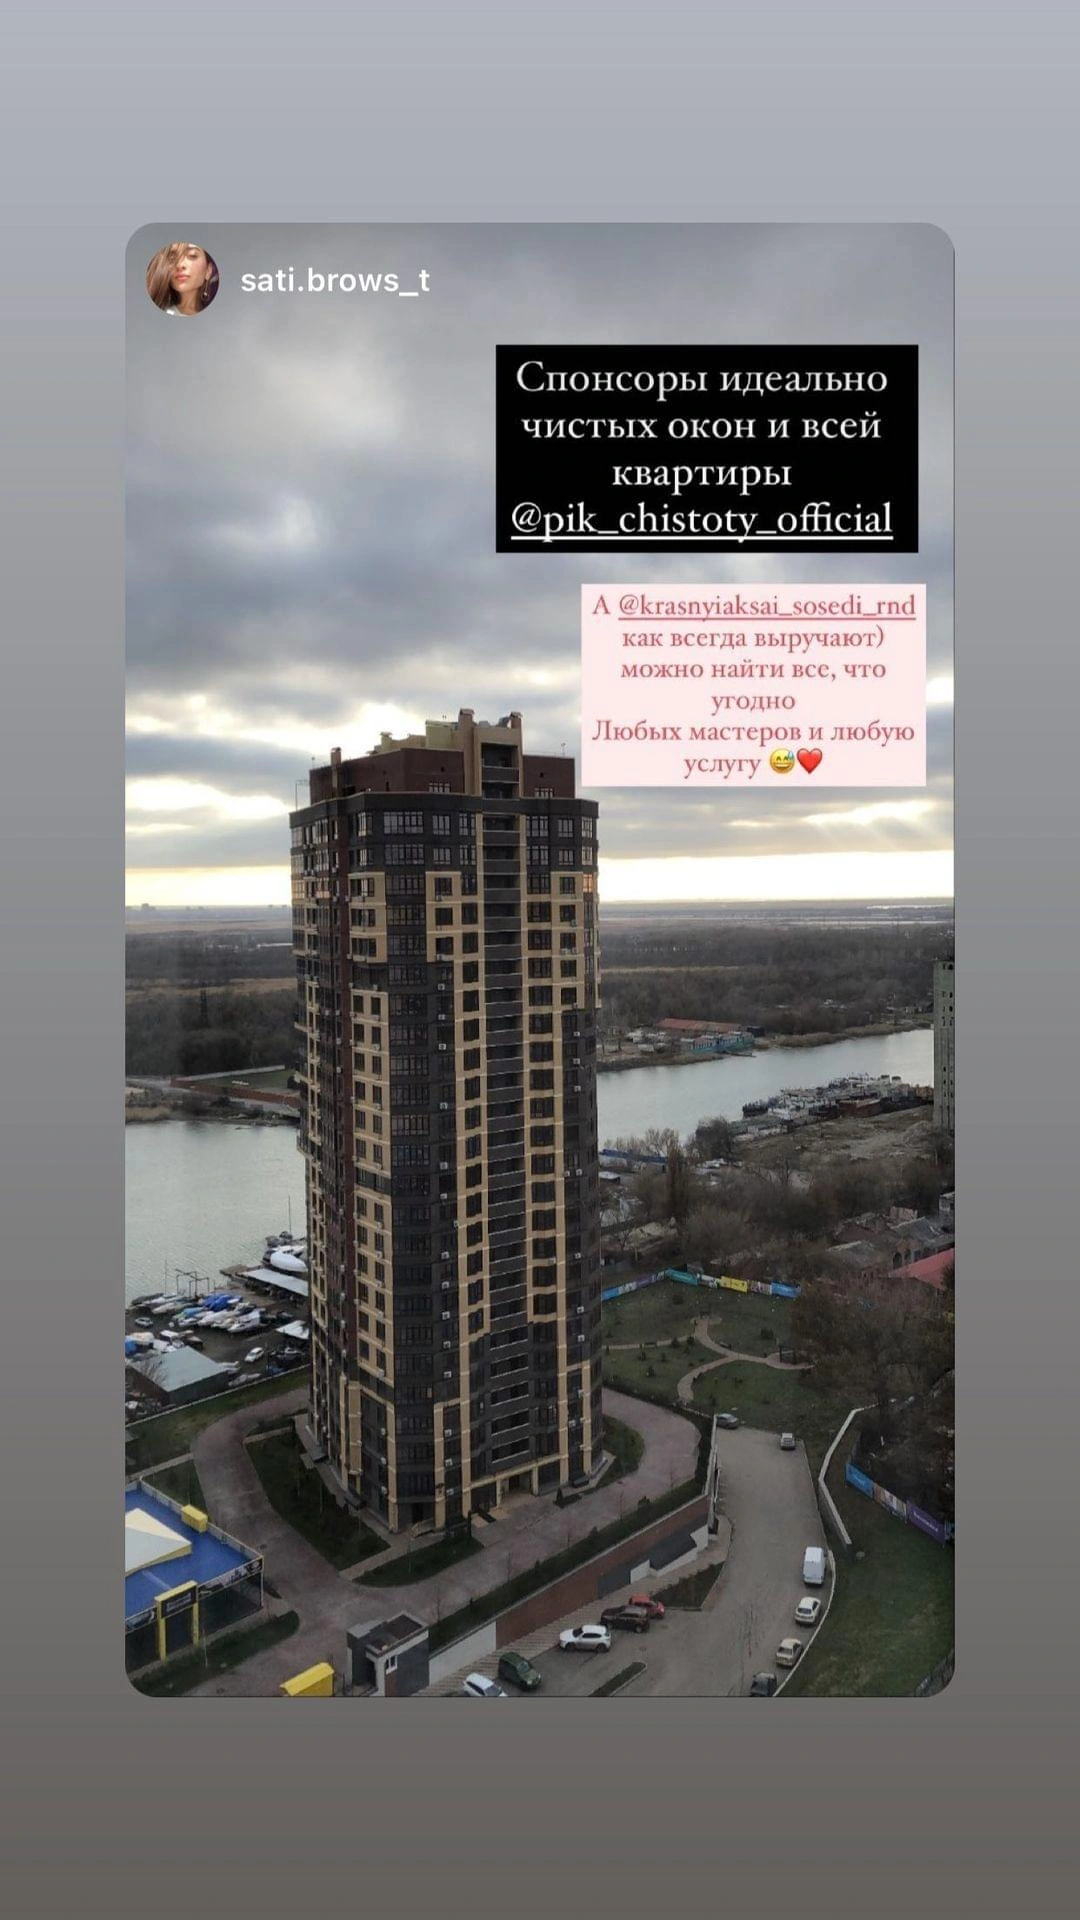 sati.brows_t
Спонсоры идеально
чистых окон и всей
квартиры
@pik_chistoty_official
А @krasnyiaksai_sosedi_rnd
как всегда выручают)
можно найти все, что
угодно
Любых мастеров и любую
услугу 😅❤️